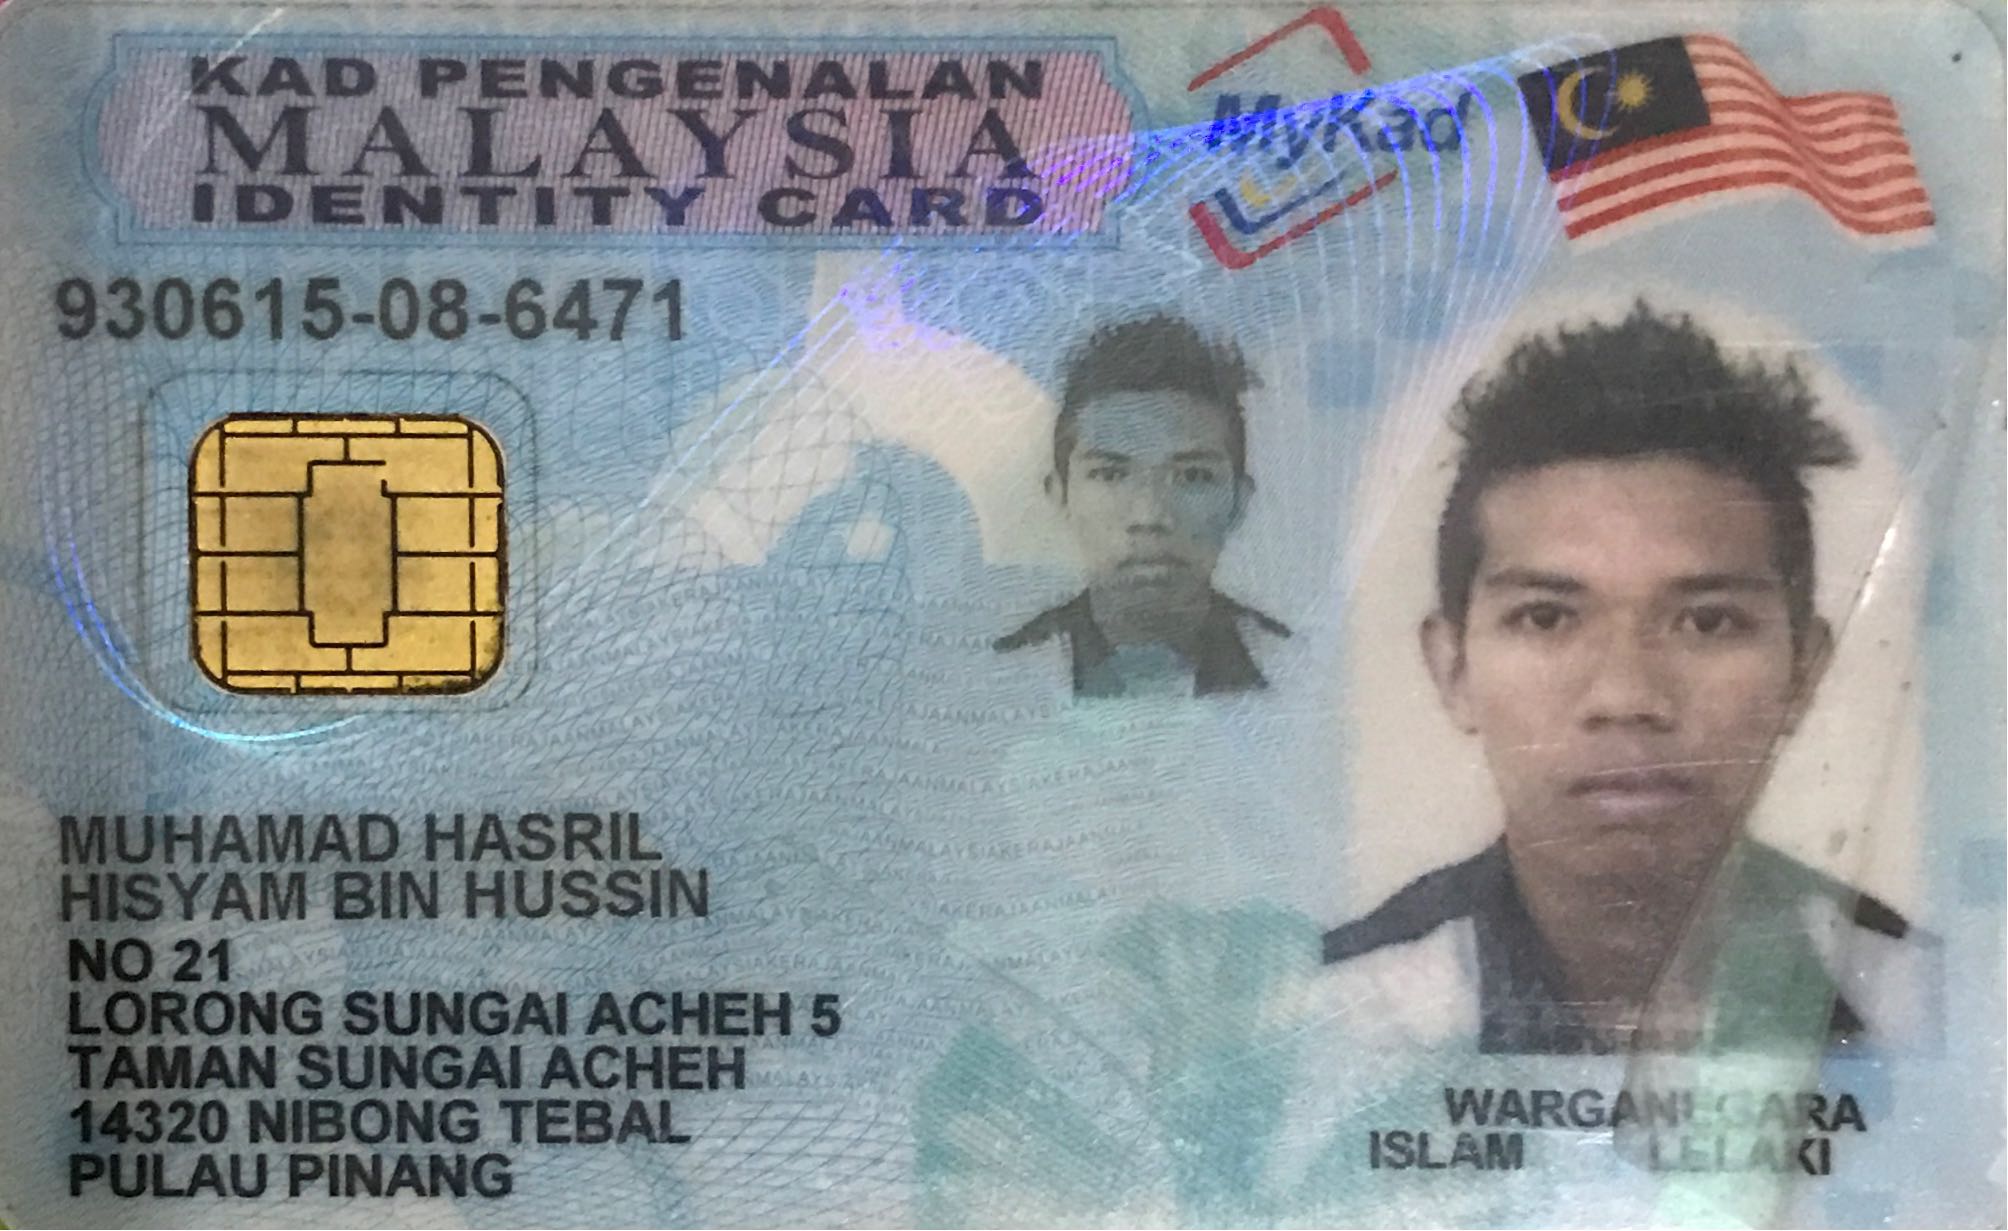 KAD PENGENALAN
MALAYSIA
IDENTITY CARD
MyKad
930615-08-6471
MUHAMAD HASRIL
HISYAM BIN HUSSIN
NO 21
LORONG SUNGAI ACHEH 5
TAMAN SUNGAI ACHEH
14320 NIBONG TEBAL
PULAU PINANG
WARGANEGARA
ISLAM LELAKI